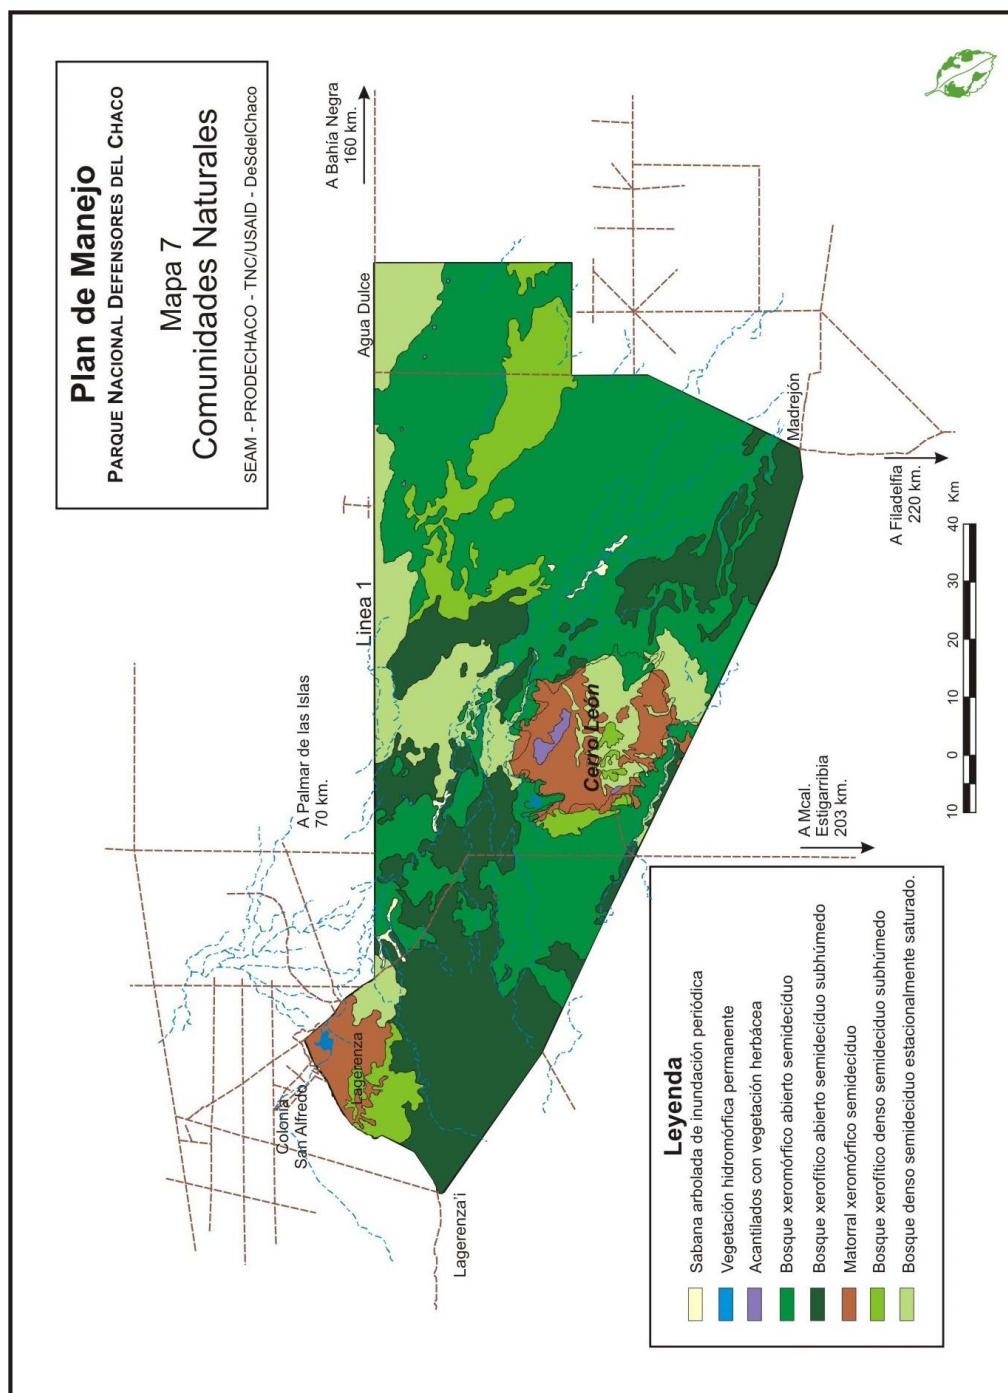 Plan de Manejo
PARQUE NACIONAL DEFENSORES DEL CHACO
Mapa 7
Comunidades Naturales
SEAM - PRODECHACO - TNC/USAID - DeSdelChaco
A Bahía Negra
160 km.
Agua Dulce
Linea 1
A Palmar de las Islas
70 km.
Colonia
San Alfredo
Lagerenza
Lagerenza'i
Cerro León
Madrejón
A Filadelfia
220 km.
A Mcal.
Estigarribia
203 km.
10 0 10 20 30 40 Km
Leyenda
Sabana arbolada de inundación periódica
Vegetación hidromórfica permanente
Acantilados con vegetación herbácea
Bosque xeromórfico abierto semidecíduo
Bosque xerofítico abierto semidecíduo subhúmedo
Matorral xeromórfico semidecíduo
Bosque xerofítico denso semideciduo subhúmedo
Bosque denso semideciduo estacionalmente saturado.